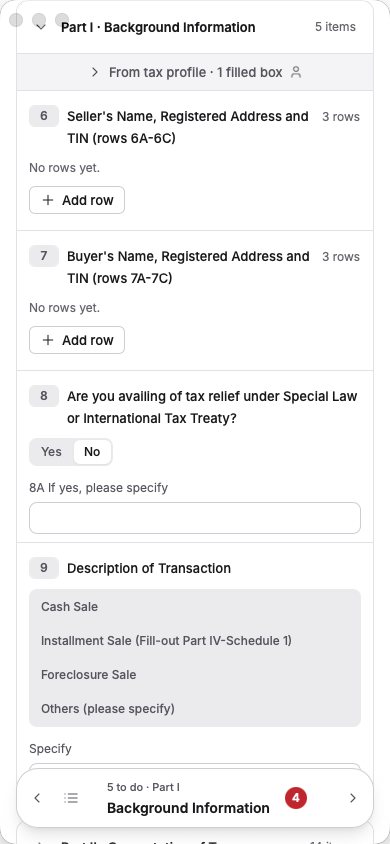 Part I · Background Information 5 items
From tax profile · 1 filled box
6 Seller's Name, Registered Address and 3 rows
TIN (rows 6A-6C)
No rows yet.
+ Add row
7 Buyer's Name, Registered Address and 3 rows
TIN (rows 7A-7C)
No rows yet.
+ Add row
8 Are you availing of tax relief under Special Law
or International Tax Treaty?
Yes No
8A If yes, please specify
9 Description of Transaction
Cash Sale
Installment Sale (Fill-out Part IV-Schedule 1)
Foreclosure Sale
Others (please specify)
Specify
5 to do · Part I
Background Information 4